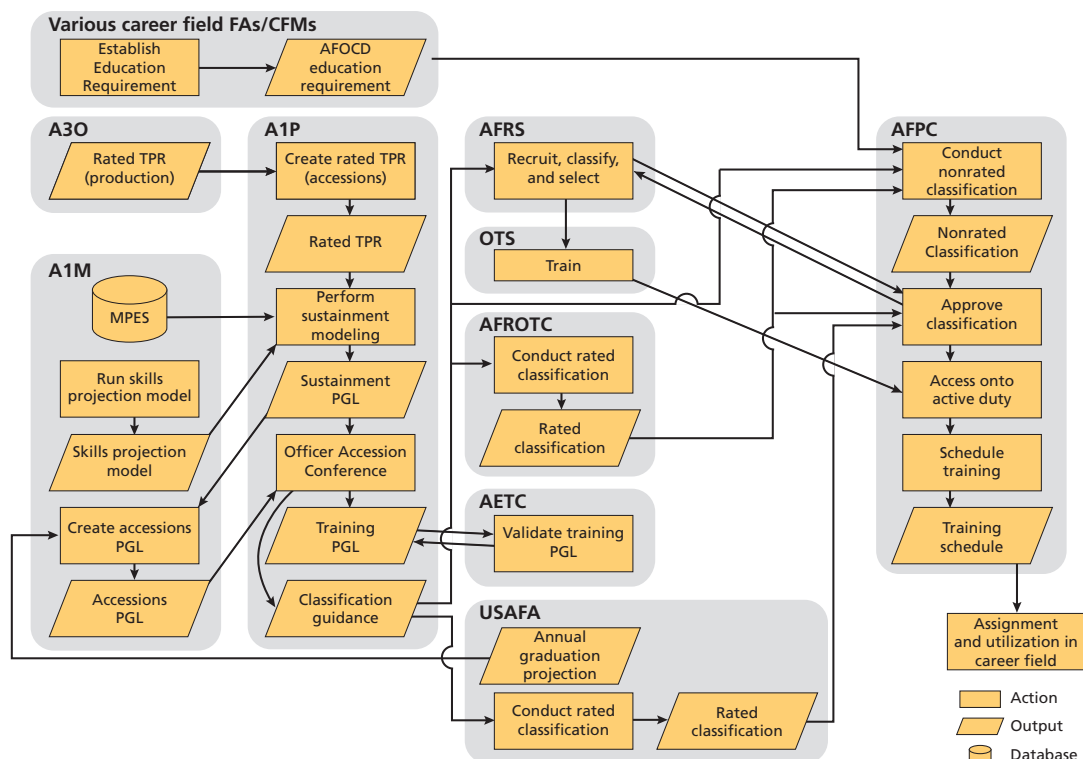 Various career field FAs/CFMs
Establish
Education
Requirement
AFOCD
education
requirement
A3O
Rated TPR
(production)
A1P
Create rated TPR
(accessions)
Rated TPR
Perform
sustainment
modeling
Sustainment
PGL
Officer Accession
Conference
Training
PGL
Classification
guidance
A1M
MPES
Run skills
projection model
Skills projection
model
Create accessions
PGL
Accessions
PGL
AFRS
Recruit, classify,
and select
OTS
Train
AFROTC
Conduct rated
classification
Rated
classification
AETC
Validate training
PGL
USAFA
Annual
graduation
projection
Conduct rated
classification
Rated
classification
AFPC
Conduct
nonrated
classification
Nonrated
Classification
Approve
classification
Access onto
active duty
Schedule
training
Training
schedule
Assignment
and utilization in
career field
Action
Output
Database